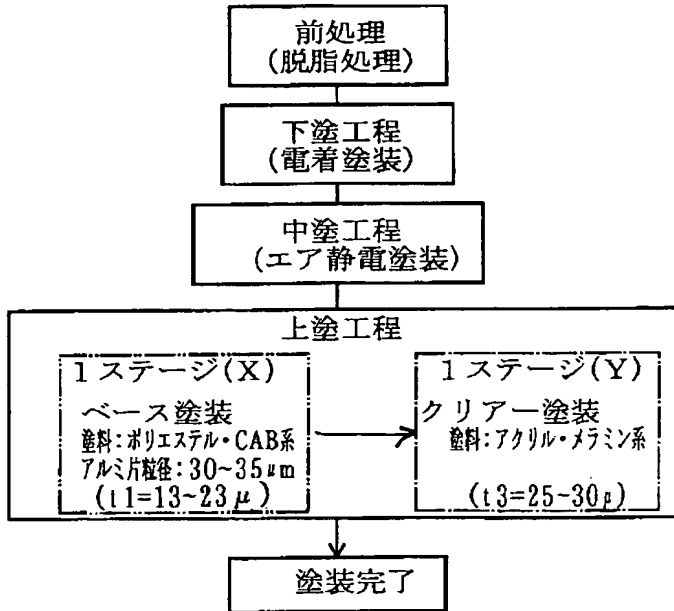 前処理
(脱脂処理)
下塗工程
(電着塗装)
中塗工程
(エア静電塗装)
上塗工程
1ステージ(X)
ベース塗装
塗料:ポリエステル・CAB系
アルミ片粒径:30~35μm
(t1=13~23μ)
1ステージ(Y)
クリアー塗装
塗料:アクリル・メラミン系
(t3=25~30μ)
塗装完了